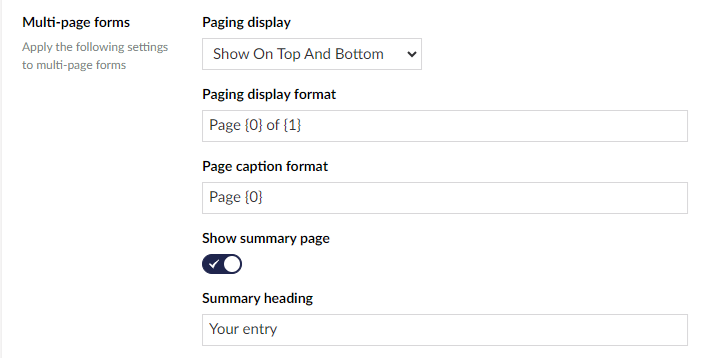 Multi-page forms
Apply the following settings
to multi-page forms
Paging display
Show On Top And Bottom
Paging display format
Page {0} of {1}
Page caption format
Page {0}
Show summary page
Summary heading
Your entry